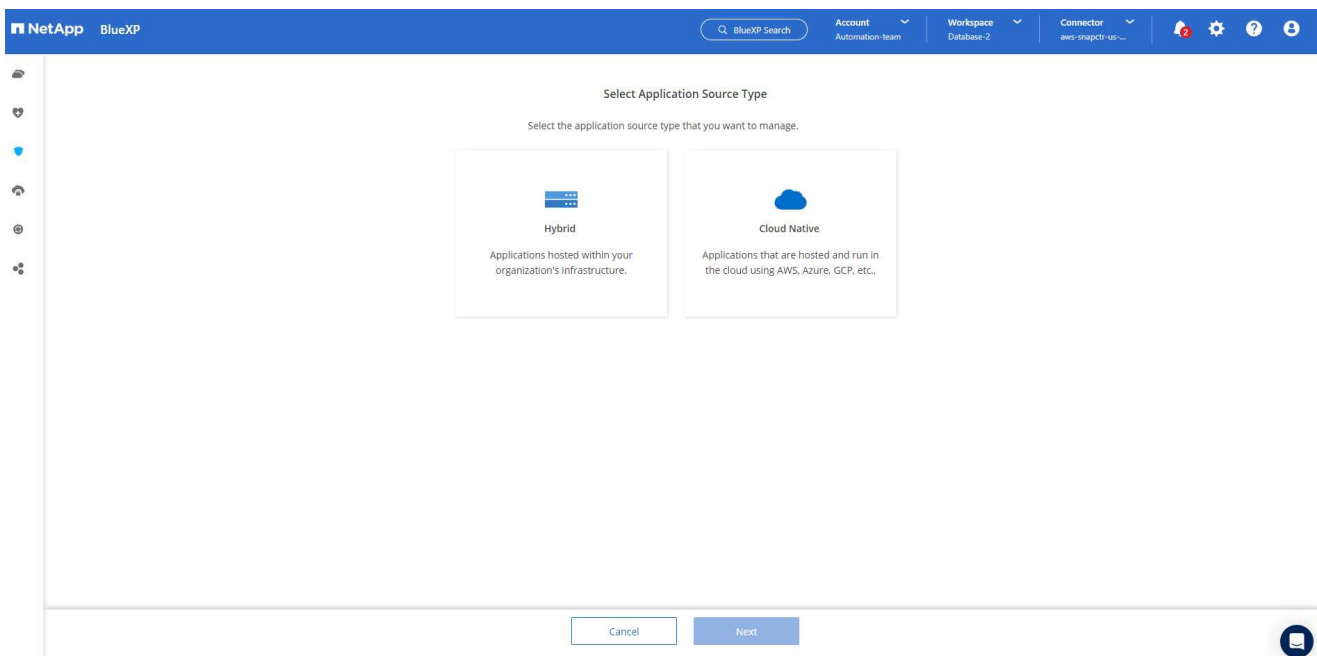 NetApp BlueXP
BlueXP Search
Account
Automation-team
Workspace
Database-2
Connector
aws-snapctr-us-...
2
Select Application Source Type
Select the application source type that you want to manage.
Hybrid
Applications hosted within your
organization's infrastructure.
Cloud Native
Applications that are hosted and run in
the cloud using AWS, Azure, GCP, etc..
Cancel
Next